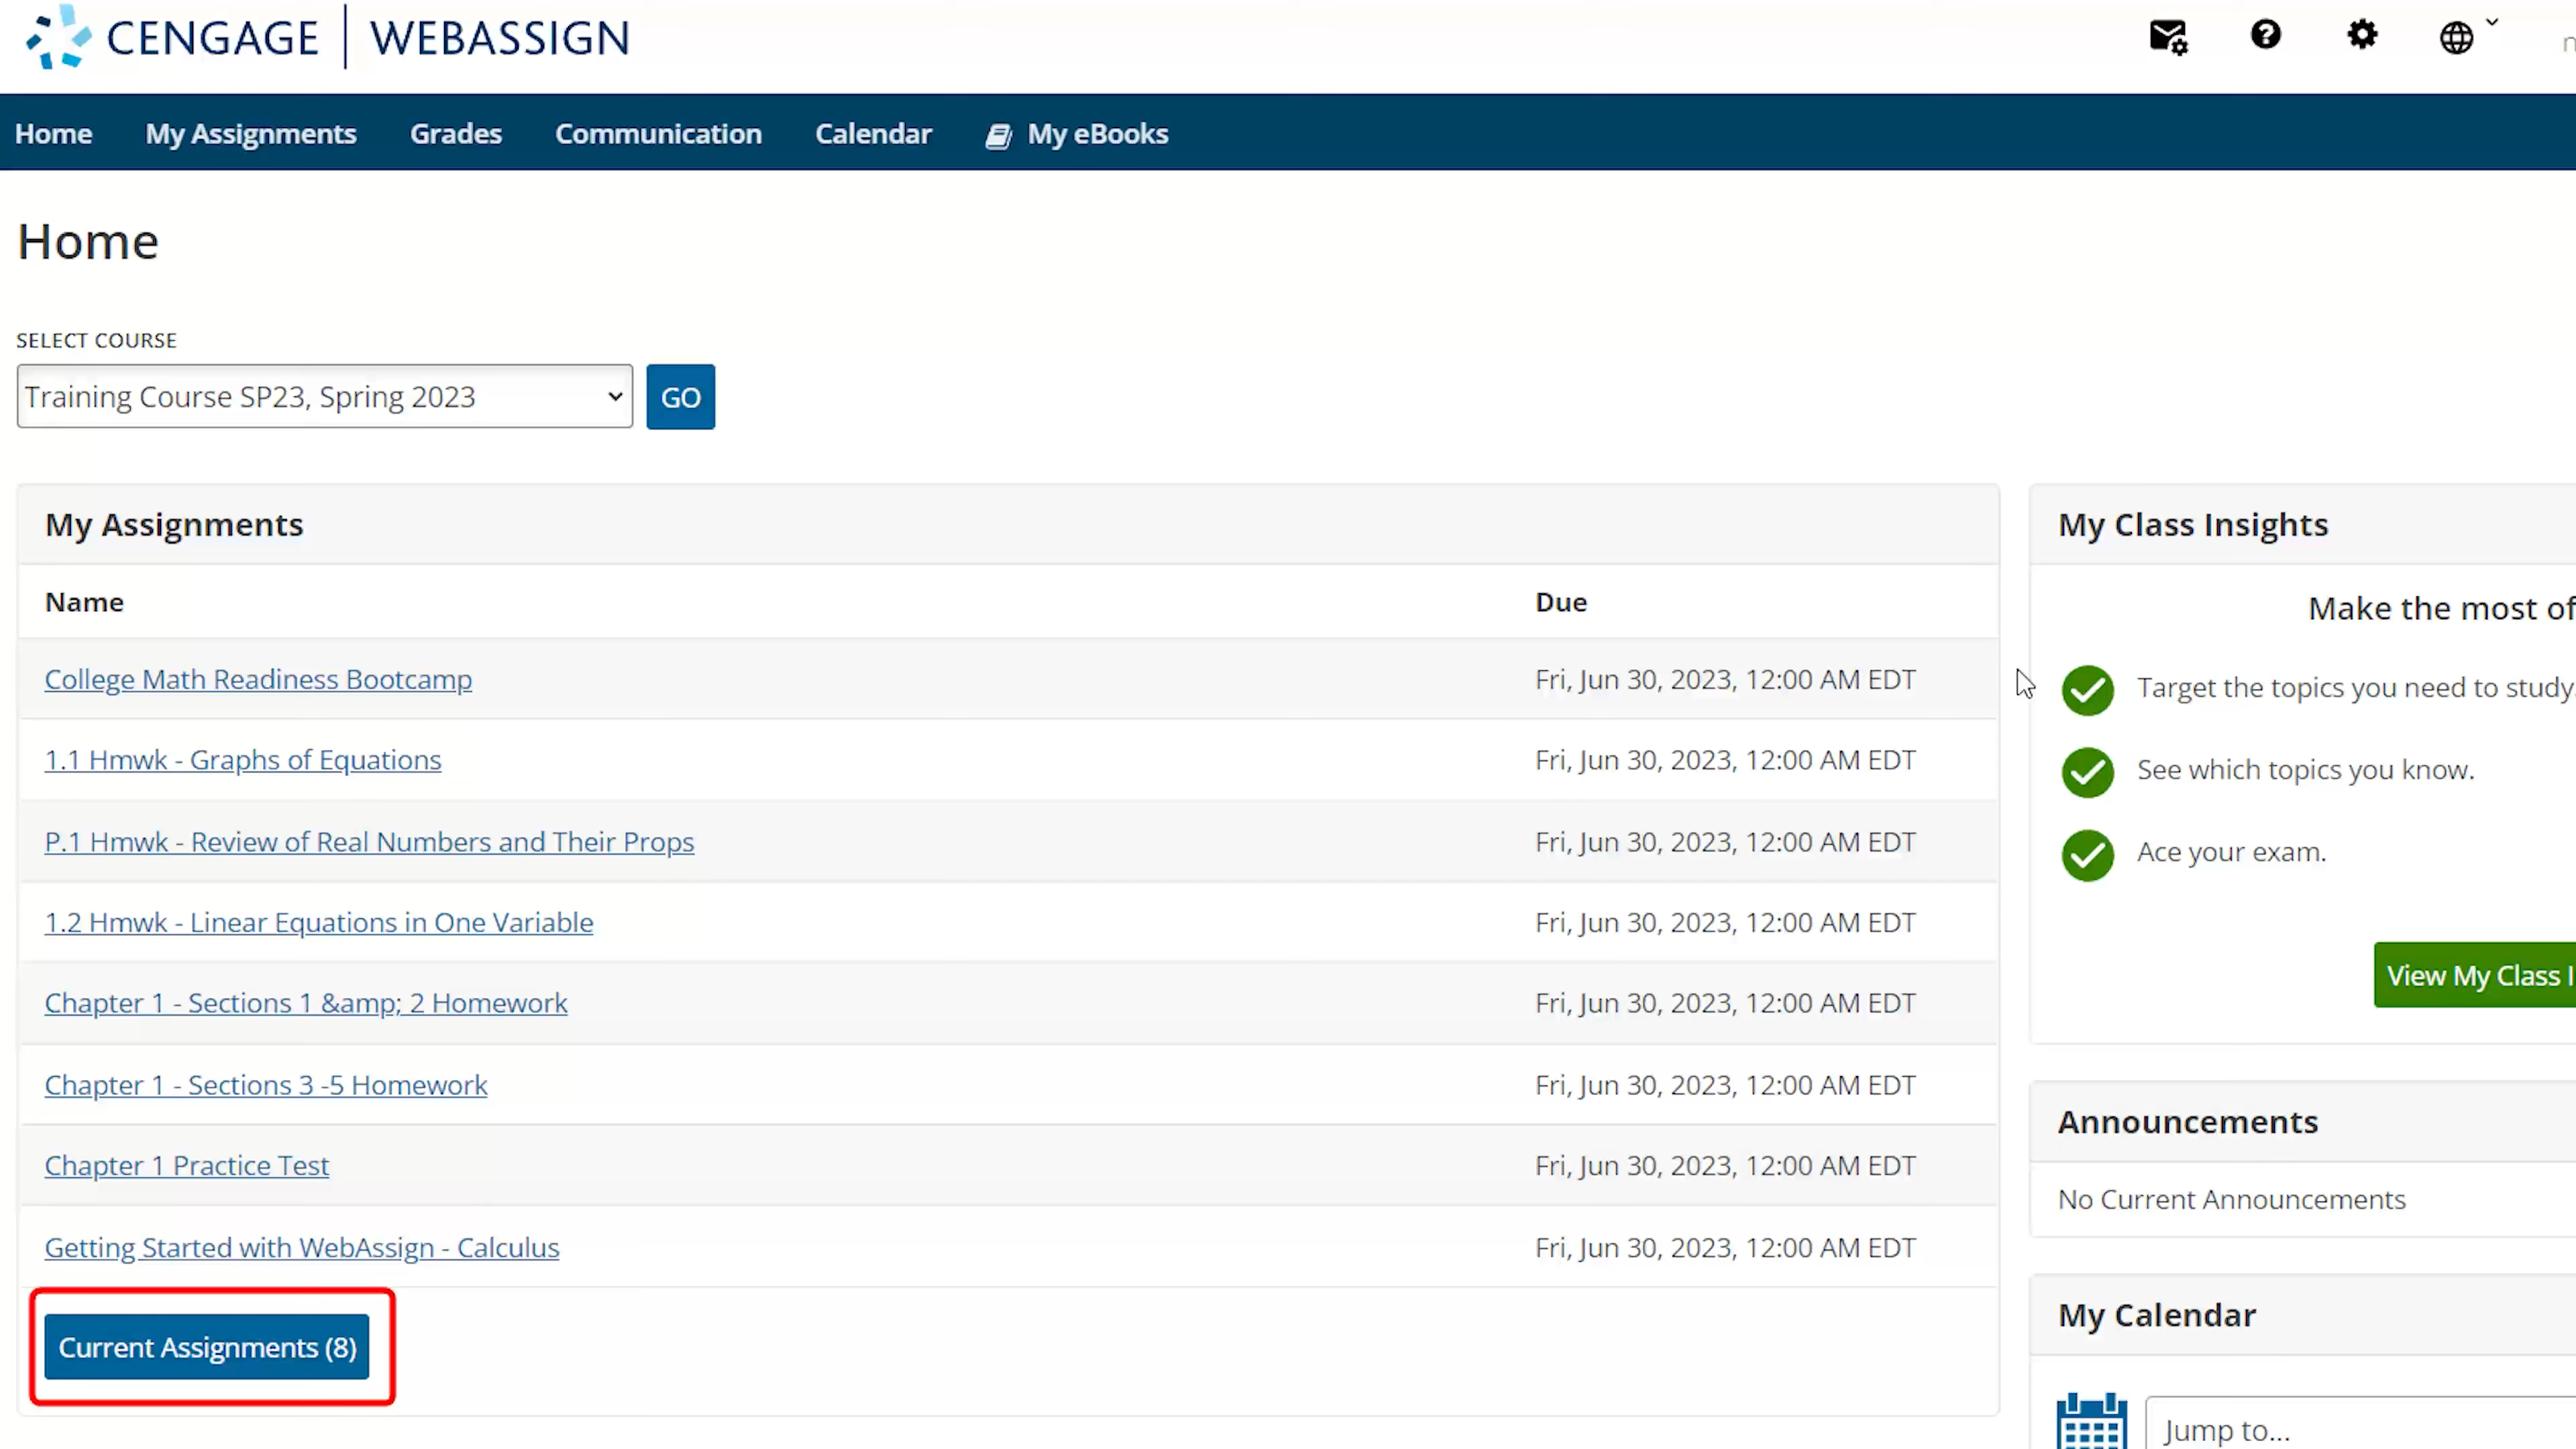 CENGAGE | WEBASSIGN
Home My Assignments Grades Communication Calendar My eBooks
Home
SELECT COURSE
Training Course SP23, Spring 2023 GO
My Assignments
Name Due
College Math Readiness Bootcamp Fri, Jun 30, 2023, 12:00 AM EDT
1.1 Hmwk - Graphs of Equations Fri, Jun 30, 2023, 12:00 AM EDT
P.1 Hmwk - Review of Real Numbers and Their Props Fri, Jun 30, 2023, 12:00 AM EDT
1.2 Hmwk - Linear Equations in One Variable Fri, Jun 30, 2023, 12:00 AM EDT
Chapter 1 - Sections 1 &amp; 2 Homework Fri, Jun 30, 2023, 12:00 AM EDT
Chapter 1 - Sections 3 -5 Homework Fri, Jun 30, 2023, 12:00 AM EDT
Chapter 1 Practice Test Fri, Jun 30, 2023, 12:00 AM EDT
Getting Started with WebAssign - Calculus Fri, Jun 30, 2023, 12:00 AM EDT
Current Assignments (8)
My Class Insights
Make the most of
Target the topics you need to study
See which topics you know.
Ace your exam.
View My Class
Announcements
No Current Announcements
My Calendar
Jump to...